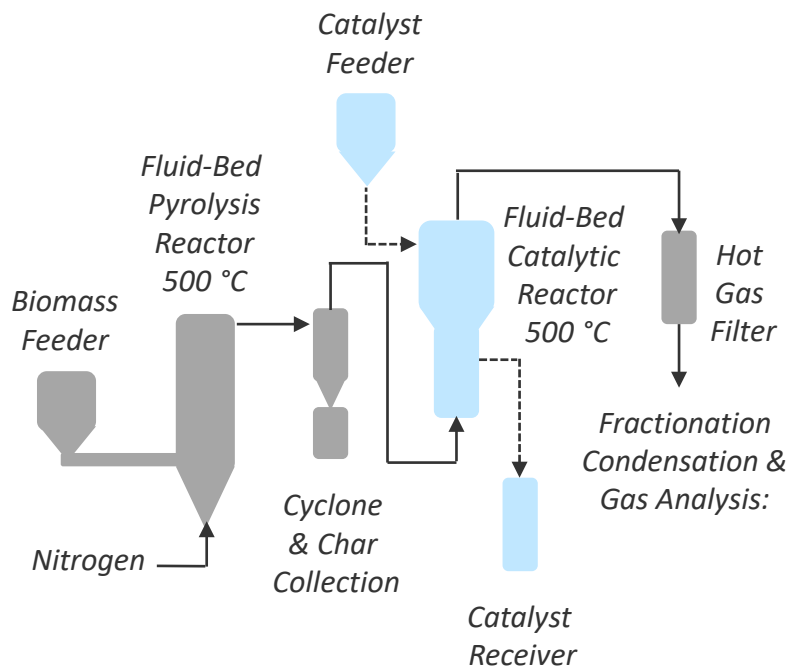 Catalyst
Feeder
Fluid-Bed
Pyrolysis
Reactor
500 °C
Biomass
Feeder
Nitrogen
Cyclone
& Char
Collection
Fluid-Bed
Catalytic
Reactor
500 °C
Catalyst
Receiver
Hot
Gas
Filter
Fractionation
Condensation &
Gas Analysis: